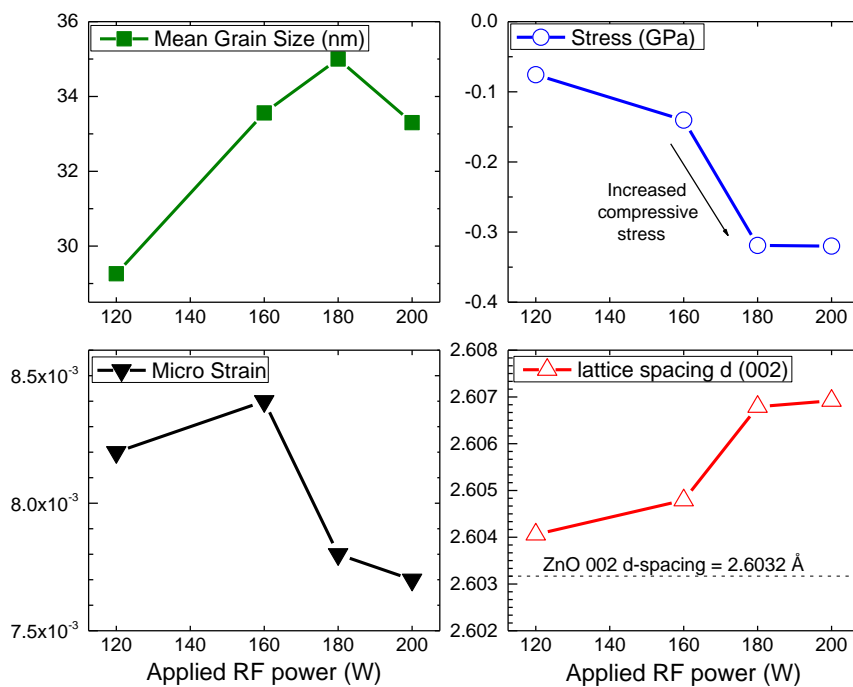 Mean Grain Size (nm)
36
33
30
120 140 160 180 200
Stress (GPa)
0.0
-0.1
-0.2
-0.3
-0.4
Increased
compressive
stress
120 140 160 180 200
Micro Strain
8.5x10⁻³
8.0x10⁻³
7.5x10⁻³
120 140 160 180 200
Applied RF power (W)
lattice spacing d (002)
2.608
2.607
2.606
2.605
2.604
2.603
2.602
ZnO 002 d-spacing = 2.6032 Å
120 140 160 180 200
Applied RF power (W)